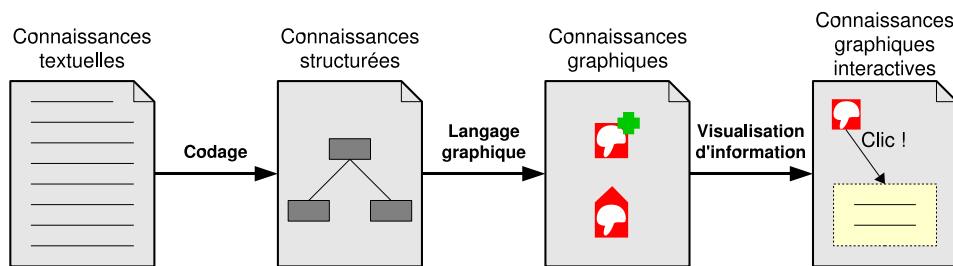 Connaissances
textuelles
Codage
Connaissances
structurées
Langage
graphique
Connaissances
graphiques
Visualisation
d'information
Connaissances
graphiques
interactives
Clic !